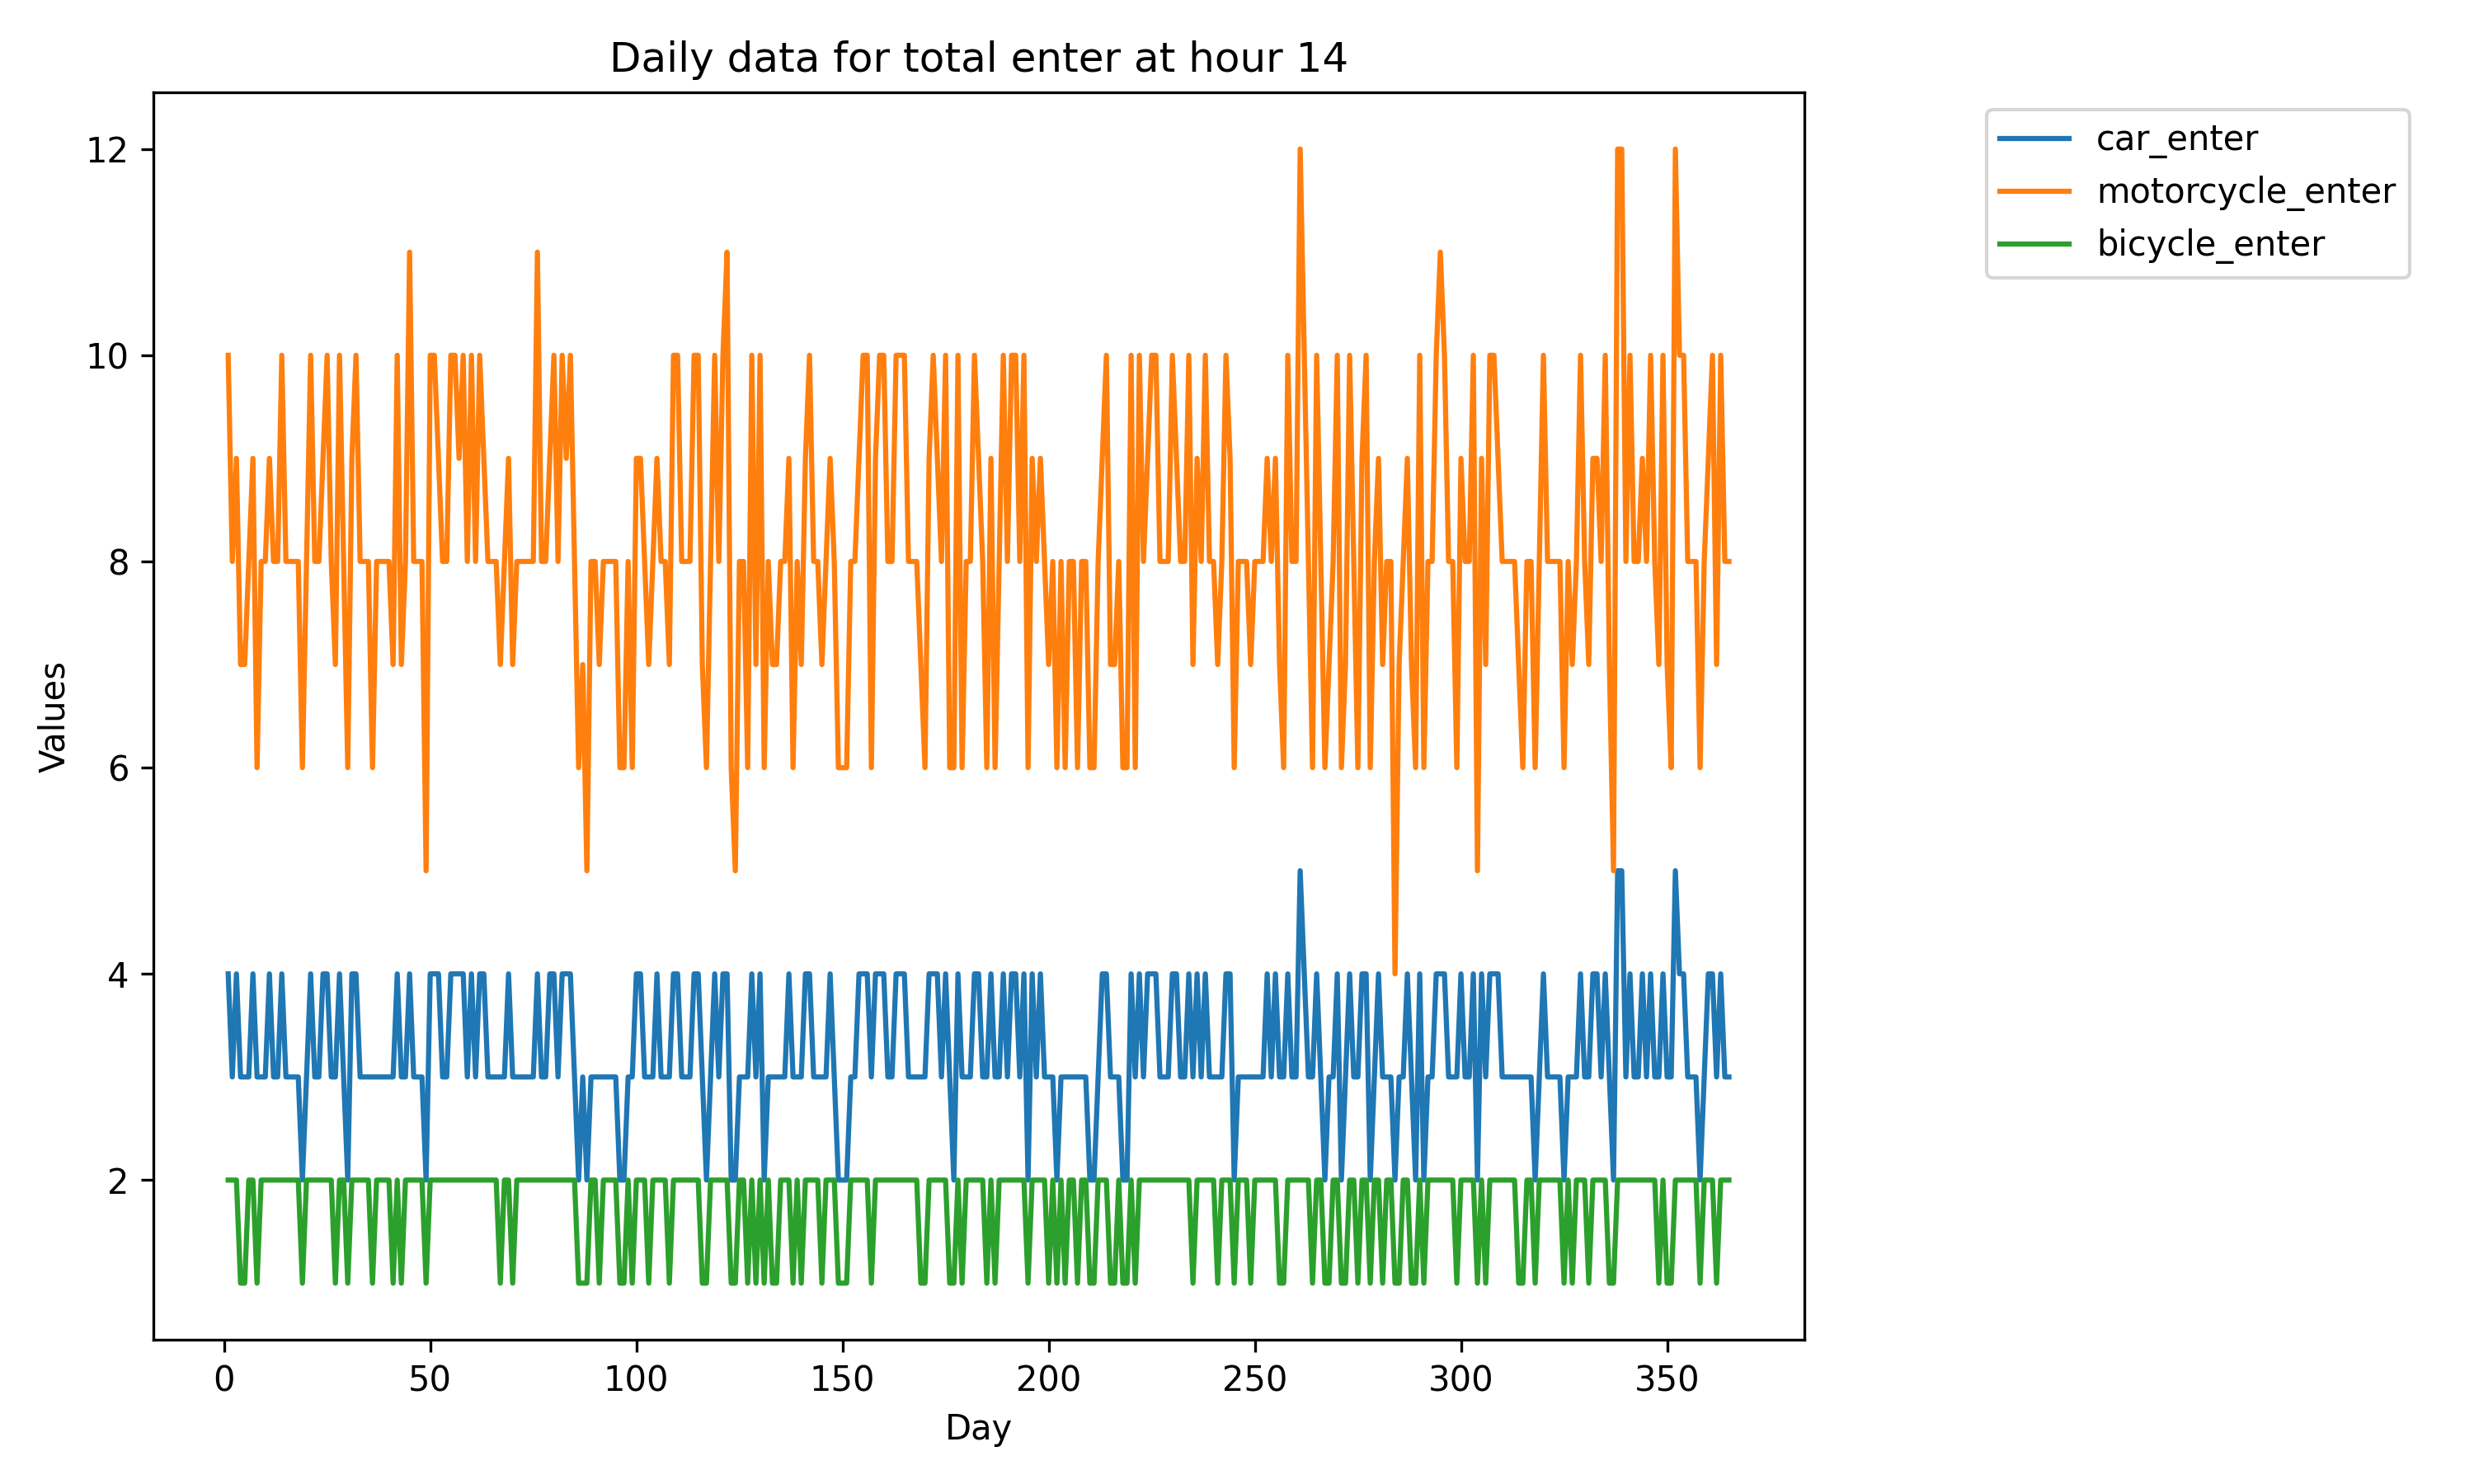 Daily data for total enter at hour 14
car_enter
motorcycle_enter
bicycle_enter
12
10
8
6
4
2
Values
0 50 100 150 200 250 300 350
Day